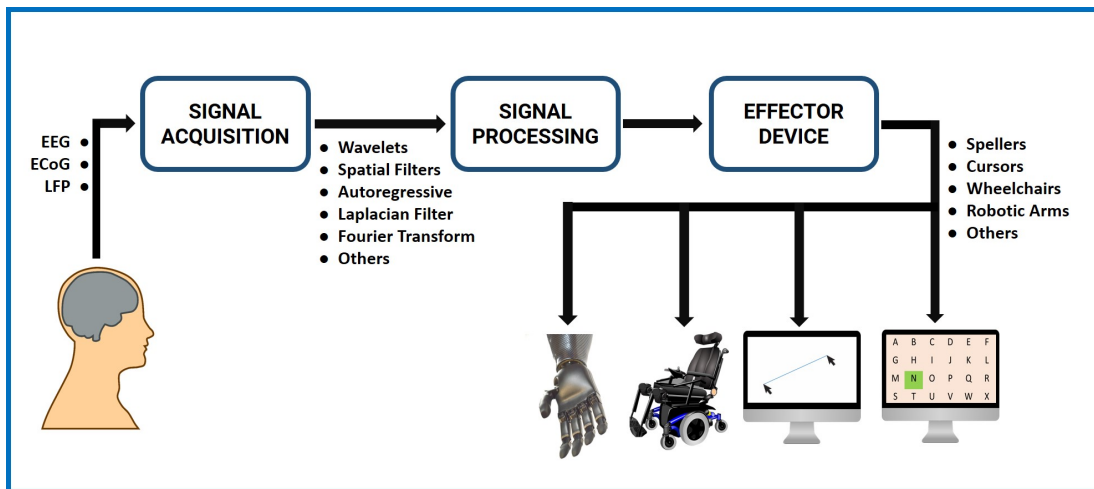 SIGNAL
ACQUISITION
SIGNAL
PROCESSING
EFFECTOR
DEVICE
● EEG
● ECoG
● LFP
● Wavelets
● Spatial Filters
● Autoregressive
● Laplacian Filter
● Fourier Transform
● Others
● Spellers
● Cursors
● Wheelchairs
● Robotic Arms
● Others
A B C D E F
G H I J K L
M N O P Q R
S T U V W X